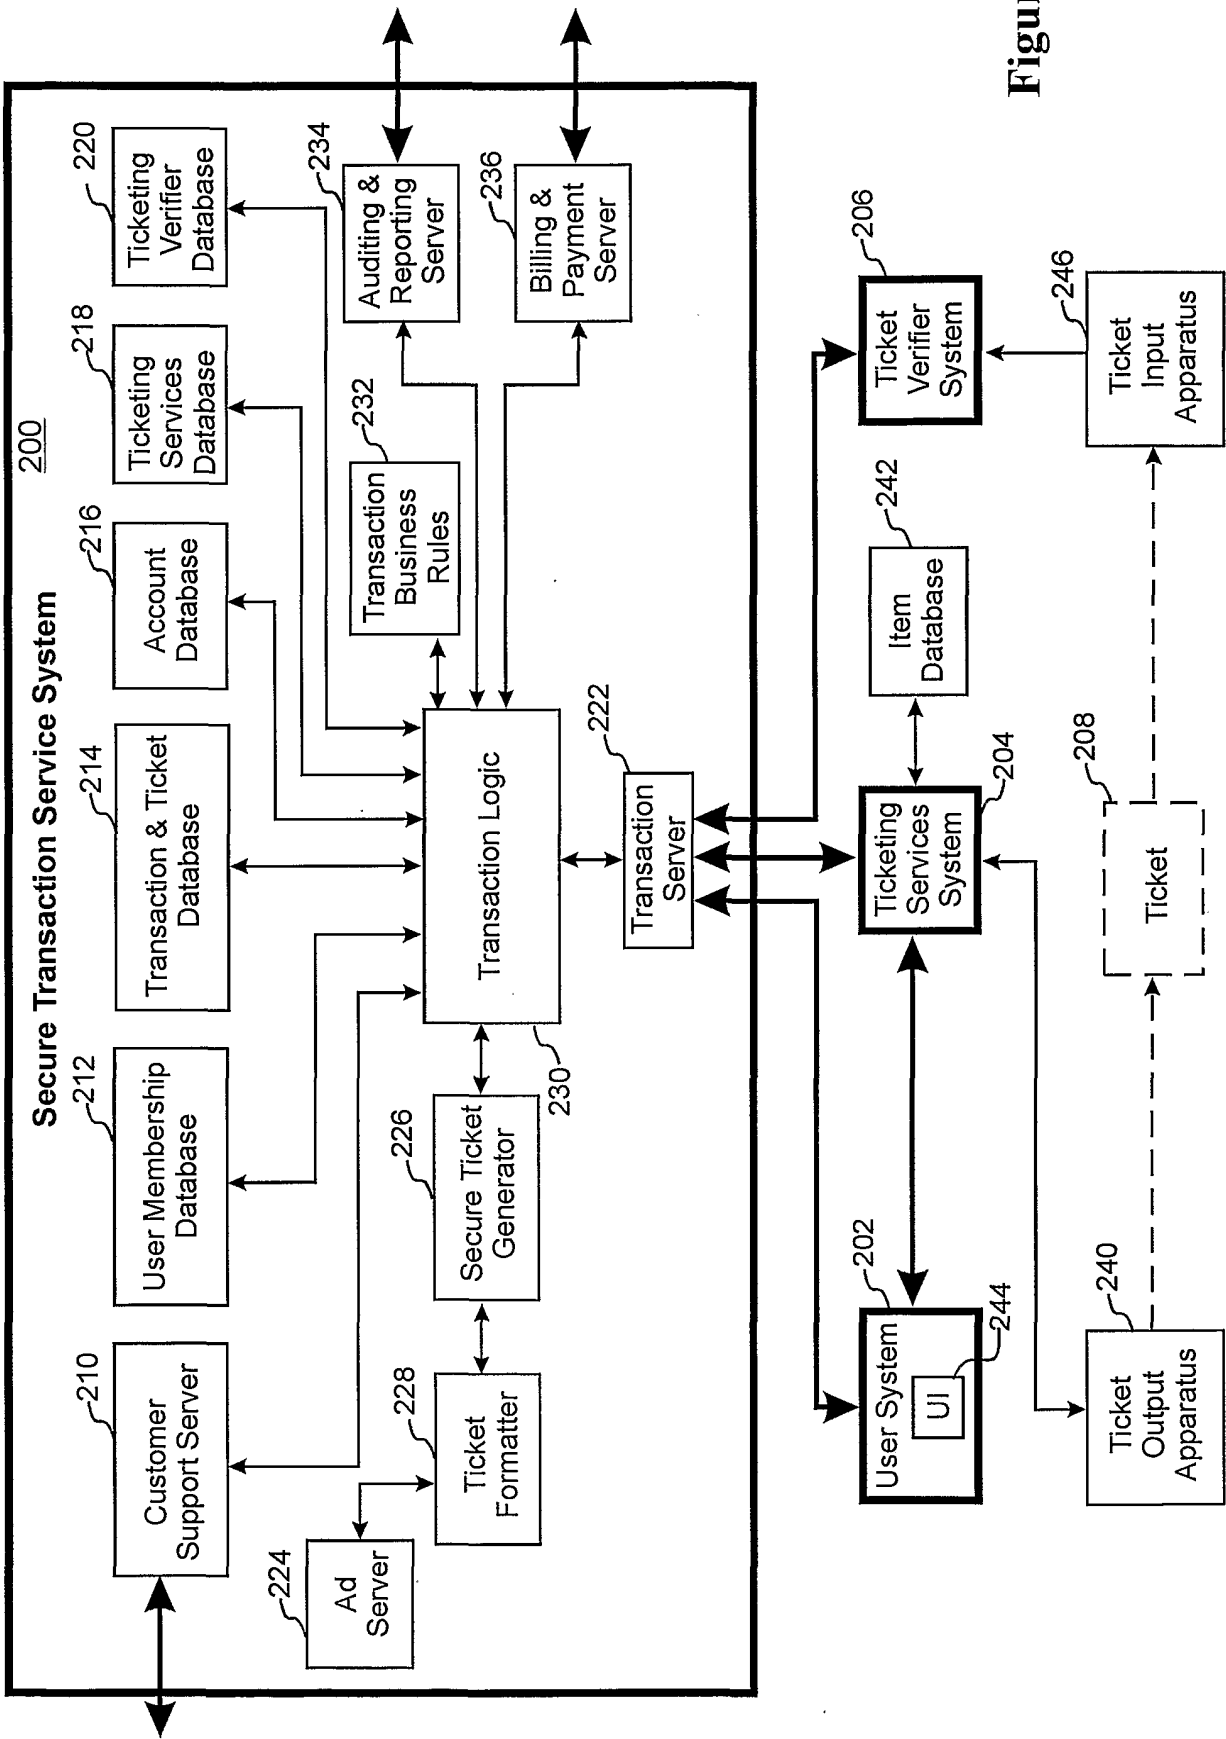 Secure Transaction Service System
200
210
Customer
Support Server
212
User Membership
Database
214
Transaction & Ticket
Database
216
Account
Database
218
Ticketing
Services
Database
220
Ticketing
Verifier
Database
224
Ad
Server
228
Ticket
Formatter
226
Secure Ticket
Generator
230
Transaction Logic
232
Transaction
Business
Rules
234
Auditing &
Reporting
Server
236
Billing &
Payment
Server
222
Transaction
Server
202
User System
UI
244
204
Ticketing
Services
System
242
Item
Database
206
Ticket
Verifier
System
240
Ticket
Output
Apparatus
208
Ticket
246
Ticket
Input
Apparatus